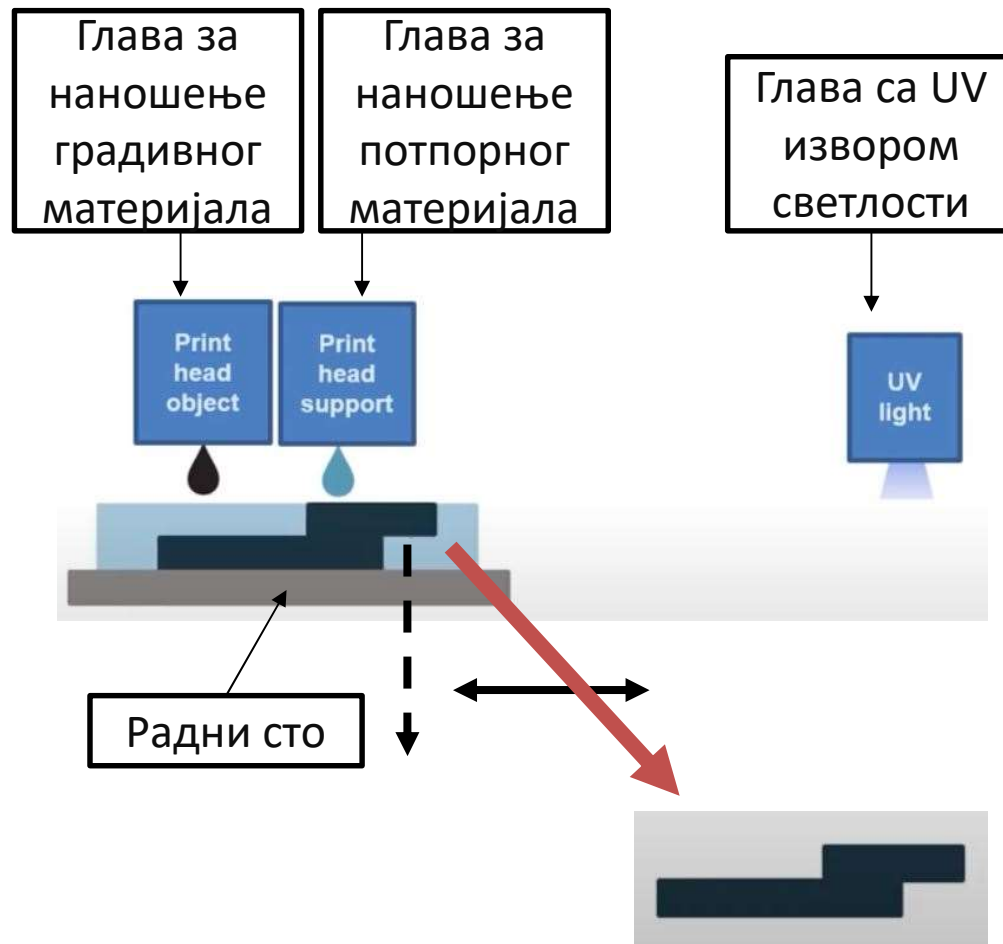 Глава за
наношење
градивног
материјала
Глава за
наношење
потпорног
материјала
Глава са UV
извором
светлости
Print
head
object
Print
head
support
UV
light
Радни сто